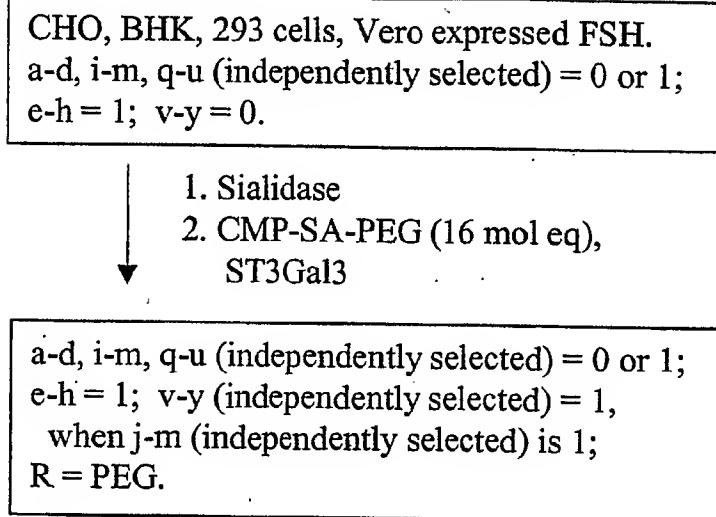 CHO, BHK, 293 cells, Vero expressed FSH.
a-d, i-m, q-u (independently selected) = 0 or 1;
e-h = 1; v-y = 0.
1. Sialidase
2. CMP-SA-PEG (16 mol eq),
ST3Gal3
a-d, i-m, q-u (independently selected) = 0 or 1;
e-h = 1; v-y (independently selected) = 1,
when j-m (independently selected) is 1;
R = PEG.